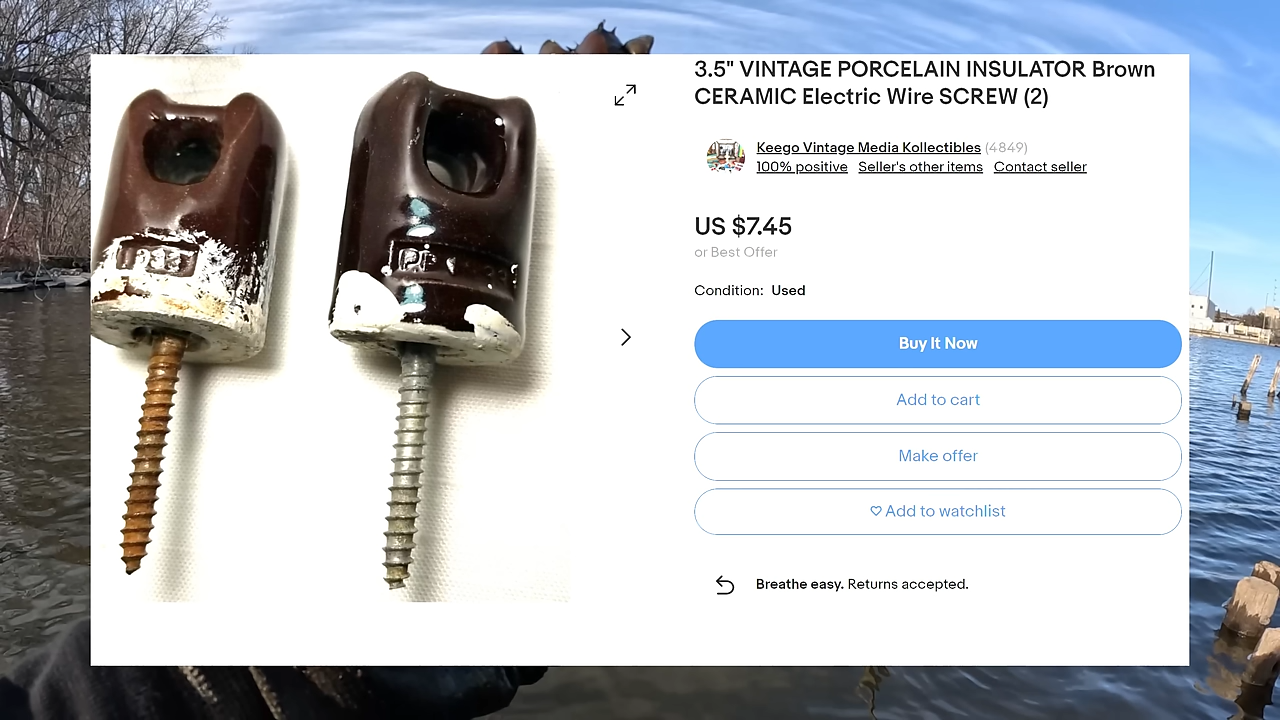 3.5" VINTAGE PORCELAIN INSULATOR Brown
CERAMIC Electric Wire SCREW (2)
Keego Vintage Media Kollectibles (4849)
100% positive Seller's other items Contact seller
US $7.45
or Best Offer
Condition: Used
Buy It Now
Add to cart
Make offer
Add to watchlist
Breathe easy. Returns accepted.